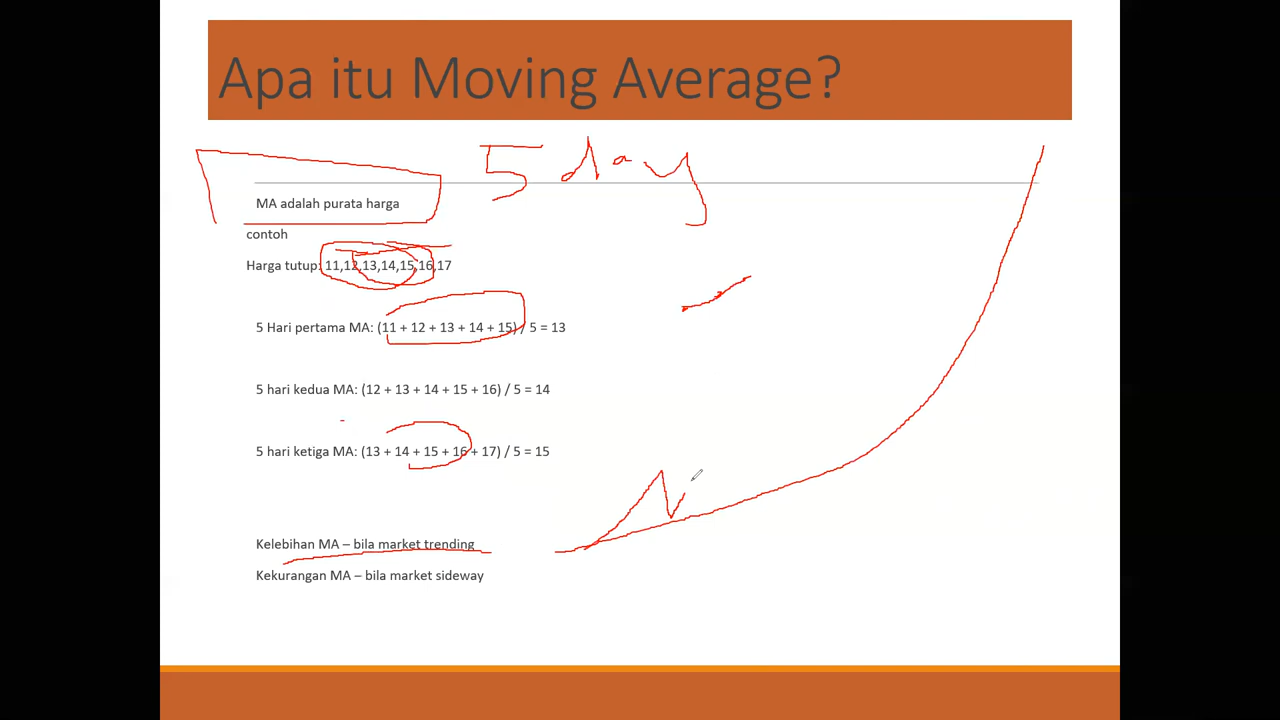 Apa itu Moving Average?
5 day
MA adalah purata harga
contoh
Harga tutup: 11,12,13,14,15,16,17
5 Hari pertama MA: (11 + 12 + 13 + 14 + 15) / 5 = 13
5 hari kedua MA: (12 + 13 + 14 + 15 + 16) / 5 = 14
5 hari ketiga MA: (13 + 14 + 15 + 16 + 17) / 5 = 15
Kelebihan MA – bila market trending
Kekurangan MA – bila market sideway